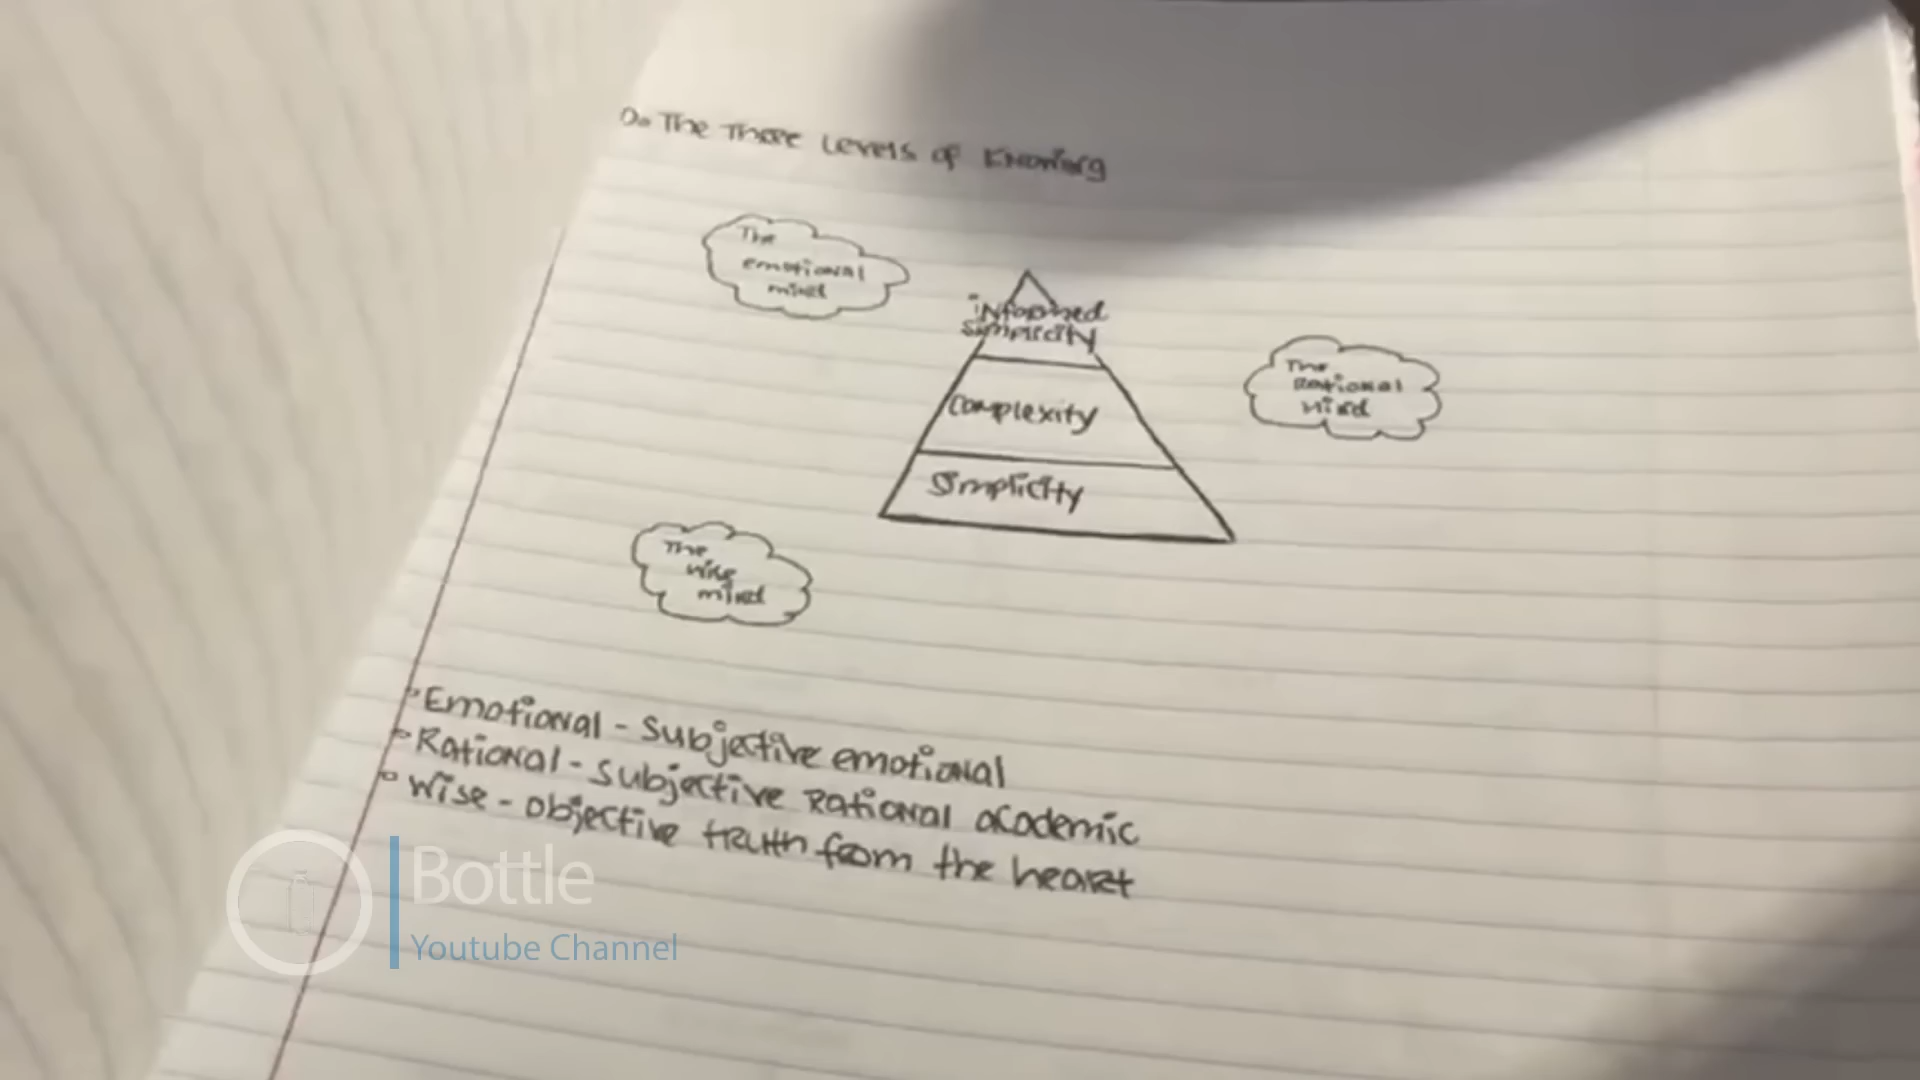 On The Three Levels of Knowing
The
emotional
mind
informed
simplicity
The
Rational
mind
complexity
simplicity
The
wise
mind
Emotional - subjective emotional
Rational - subjective Rational academic
Wise - objective truth from the heart
Bottle
Youtube Channel